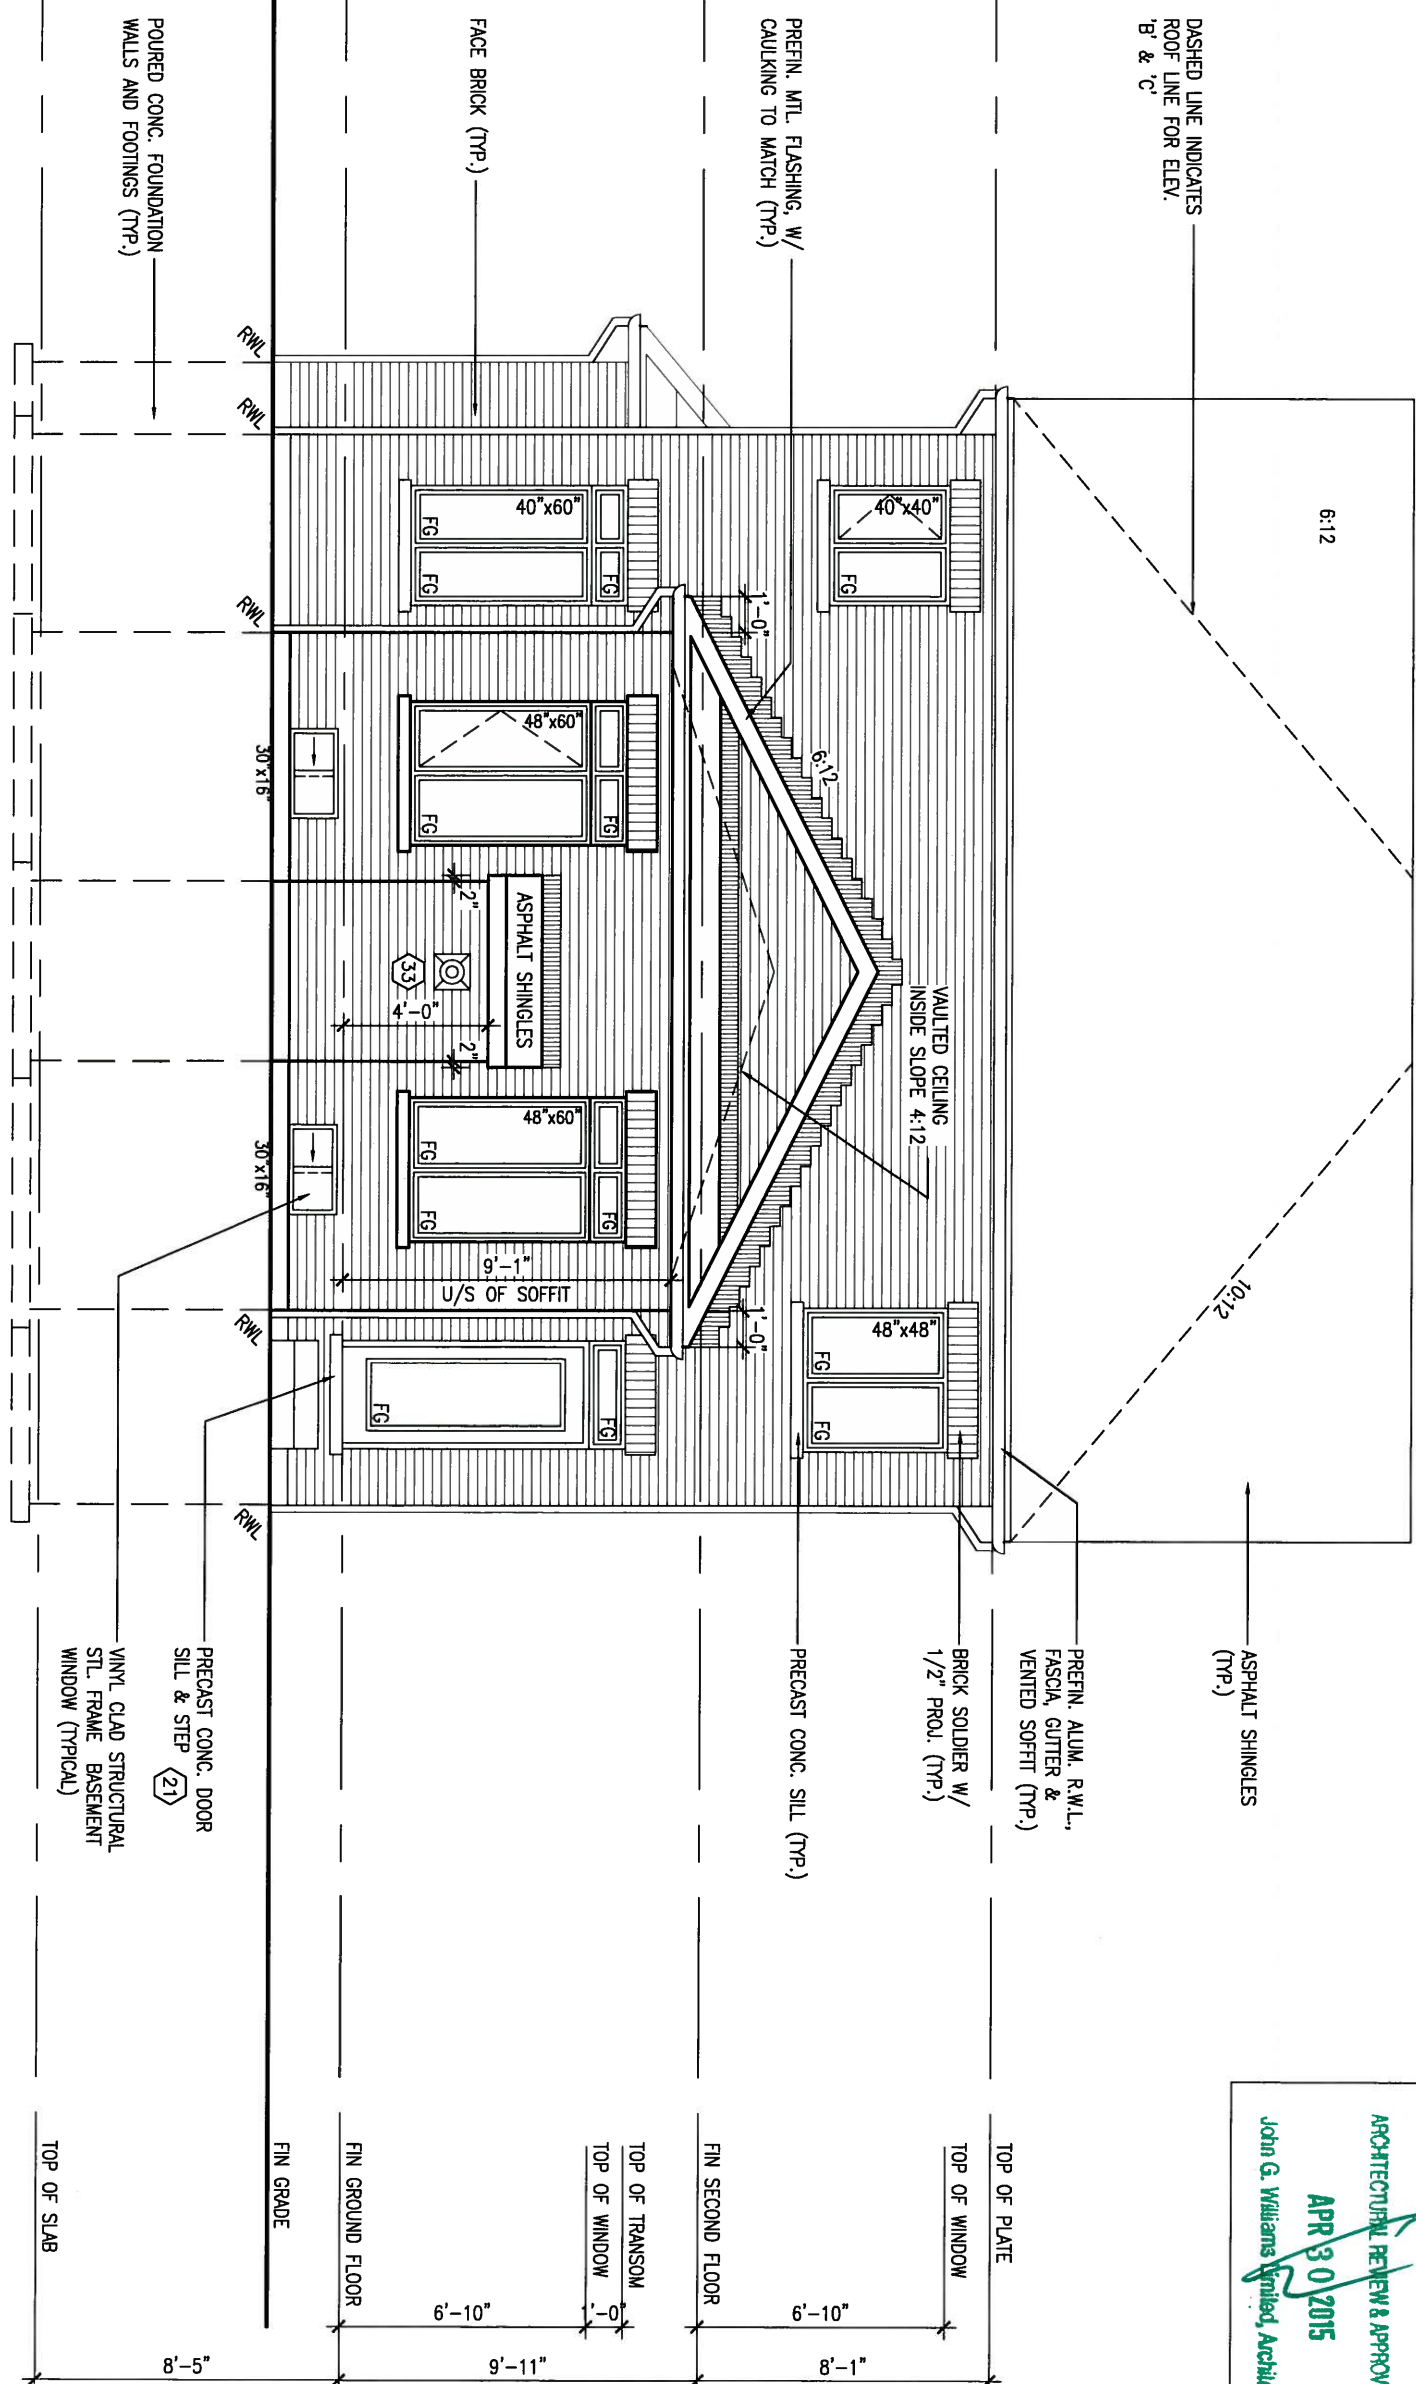 DASHED LINE INDICATES
ROOF LINE FOR ELEV.
'B' & 'C'
PREFIN. MTL. FLASHING, W/
CAULKING TO MATCH (TYP.)
FACE BRICK (TYP.)
POURED CONC. FOUNDATION
WALLS AND FOOTINGS (TYP.)
6:12
10:12
40"x40"
FG
48"x48"
FG
FG
1'-0"
6:12
VAULTED CEILING
INSIDE SLOPE 4:12
1'-0"
40"x60"
FG
FG
FG
48"x60"
FG
FG
ASPHALT SHINGLES
2"
33
4'-0"
2"
48"x60"
FG
FG
FG
9'-1"
U/S OF SOFFIT
FG
FG
30"x16"
30"x16"
RWL
RWL
RWL
RWL
RWL
ASPHALT SHINGLES
(TYP.)
PREFIN. ALUM. R.W.L.,
FASCIA, GUTTER &
VENTED SOFFIT (TYP.)
BRICK SOLDIER W/
1/2" PROJ. (TYP.)
PRECAST CONC. SILL (TYP.)
PRECAST CONC. DOOR
SILL & STEP
21
VINYL CLAD STRUCTURAL
STL. FRAME BASEMENT
WINDOW (TYPICAL)
TOP OF PLATE
TOP OF WINDOW
FIN SECOND FLOOR
TOP OF TRANSOM
TOP OF WINDOW
FIN GROUND FLOOR
FIN GRADE
TOP OF SLAB
6'-10"
1'-0"
6'-10"
8'-1"
9'-11"
8'-5"
ARCHITECTURAL REVIEW & APPROV
APR 30 2015
John G. Williams Limited, Archite